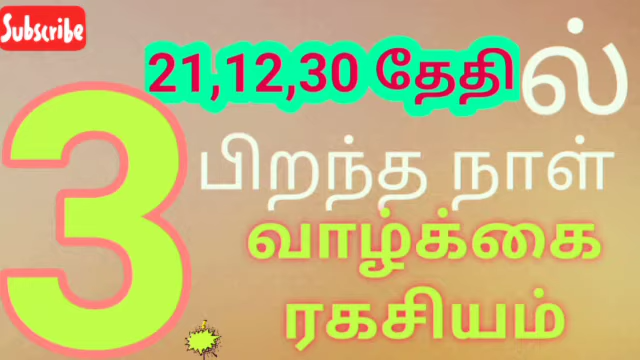 Subscribe
21,12,30 தேதில்
3
பிறந்த நாள்
வாழ்க்கை
ரகசியம்